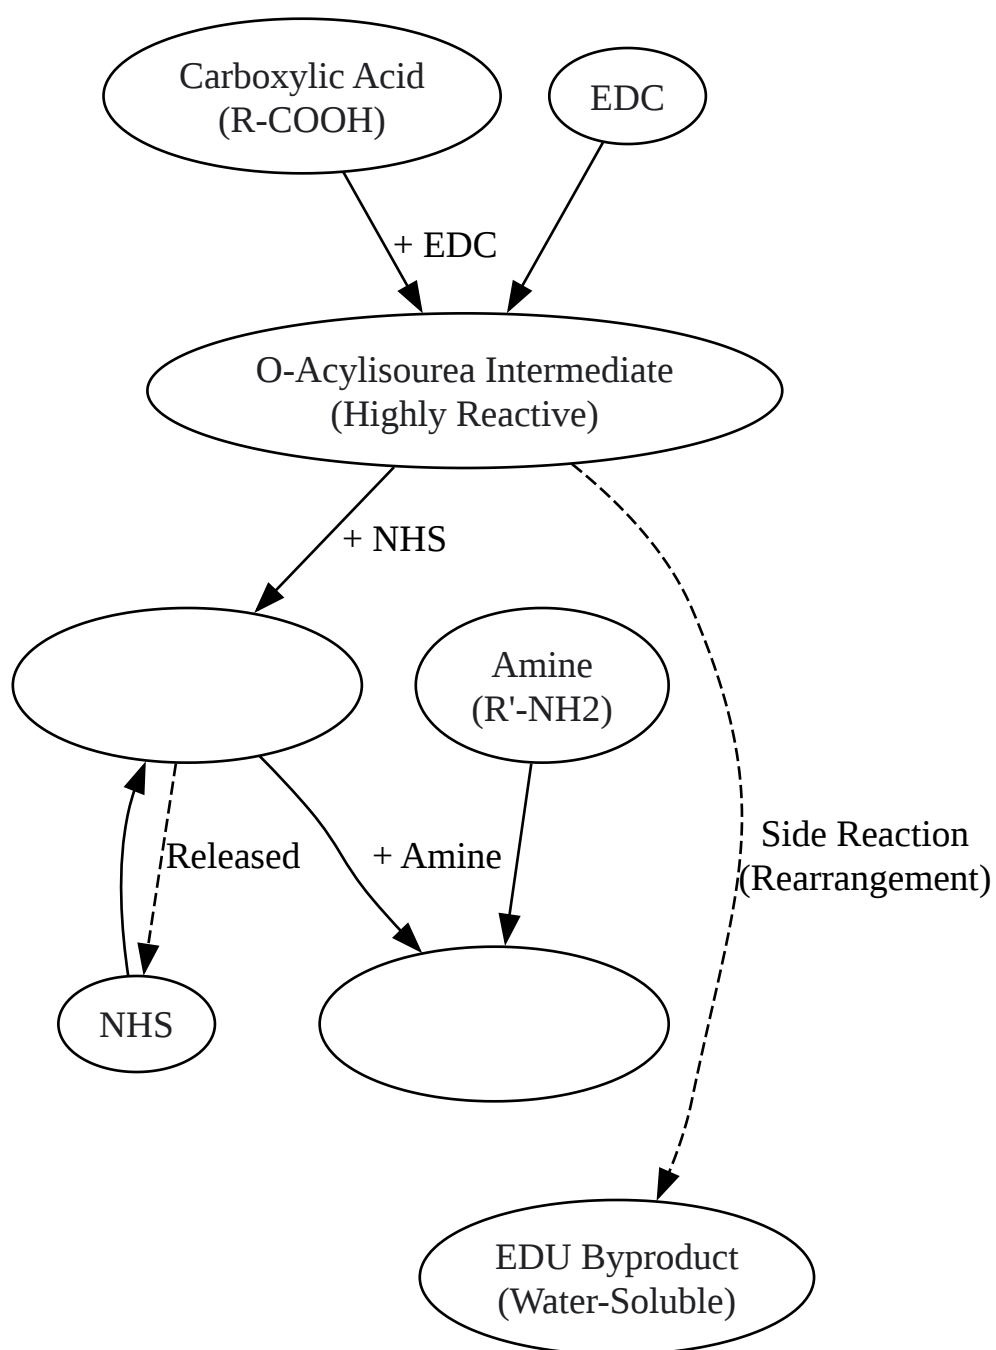 Carboxylic Acid
(R-COOH)
EDC
+ EDC
O-Acylisourea Intermediate
(Highly Reactive)
+ NHS
Amine
(R'-NH2)
Released
+ Amine
Side Reaction
(Rearrangement)
NHS
EDU Byproduct
(Water-Soluble)